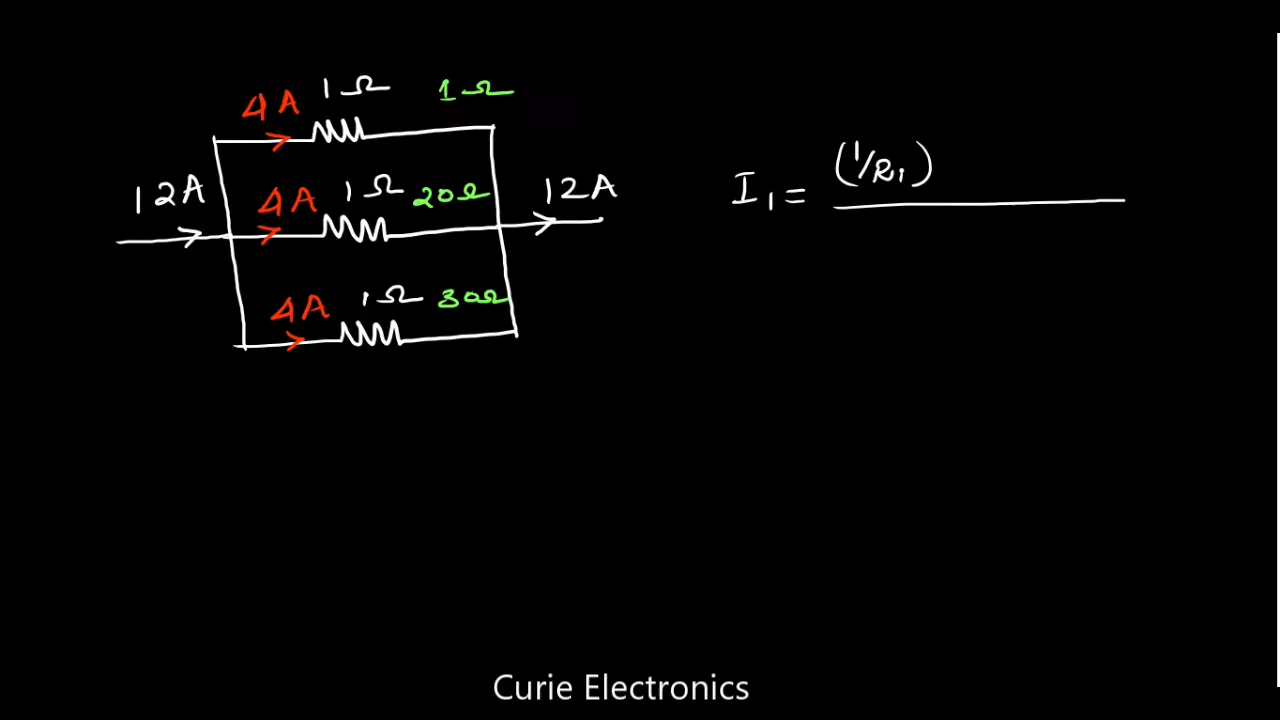 4A 1Ω 1Ω
12A 4A 1Ω 20Ω 12A
4A 1Ω 30Ω
I₁ = (1/R₁)
Curie Electronics